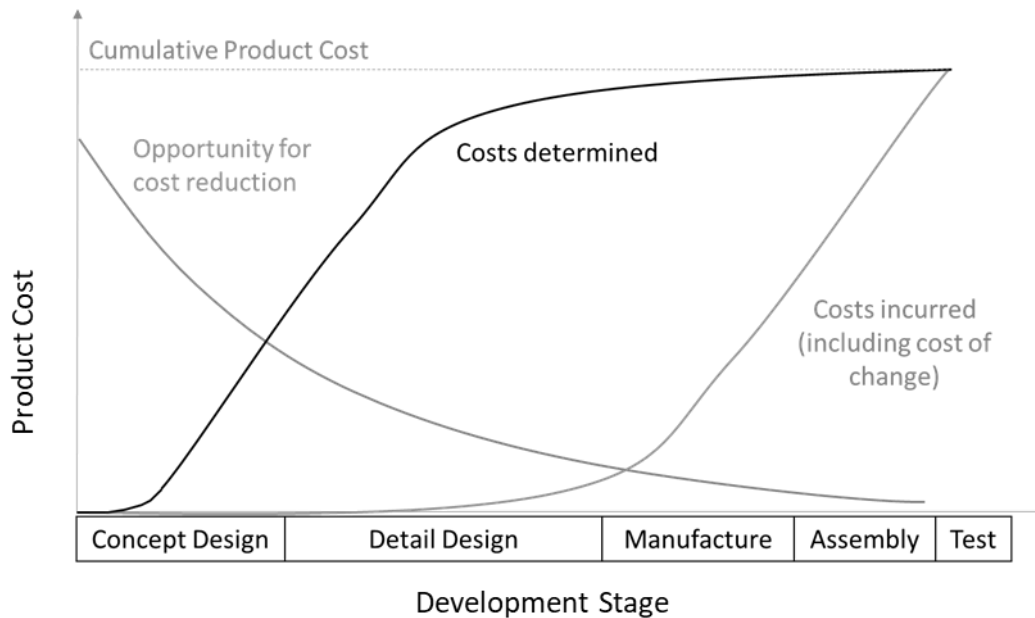 Cumulative Product Cost
Opportunity for
cost reduction
Costs determined
Product Cost
Costs incurred
(including cost of
change)
Concept Design
Detail Design
Manufacture
Assembly
Test
Development Stage